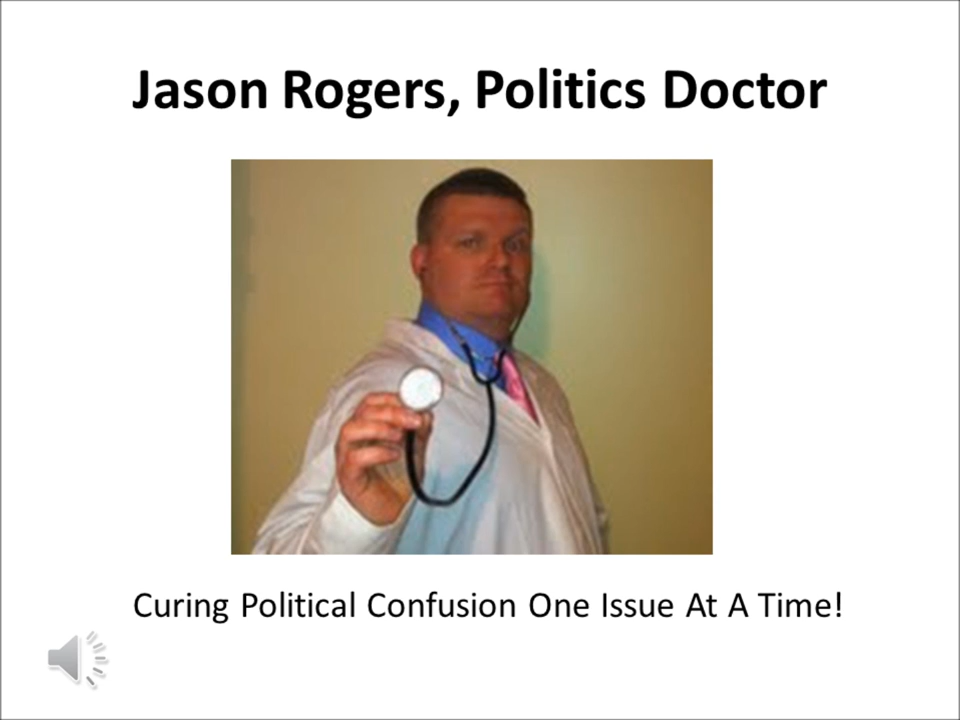 Jason Rogers, Politics Doctor
Curing Political Confusion One Issue At A Time!